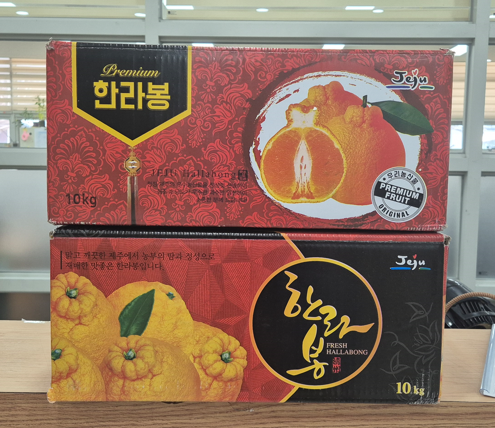 Premium
한라봉
Jeju
JEJU Hallabong
10kg
우리농산물
PREMIUM FRUIT
ORIGINAL
맑고 깨끗한 제주에서 농부의 땀과 정성으로
재배한 맛좋은 한라봉입니다
Jeju
한라봉
FRESH
HALLABONG
10kg